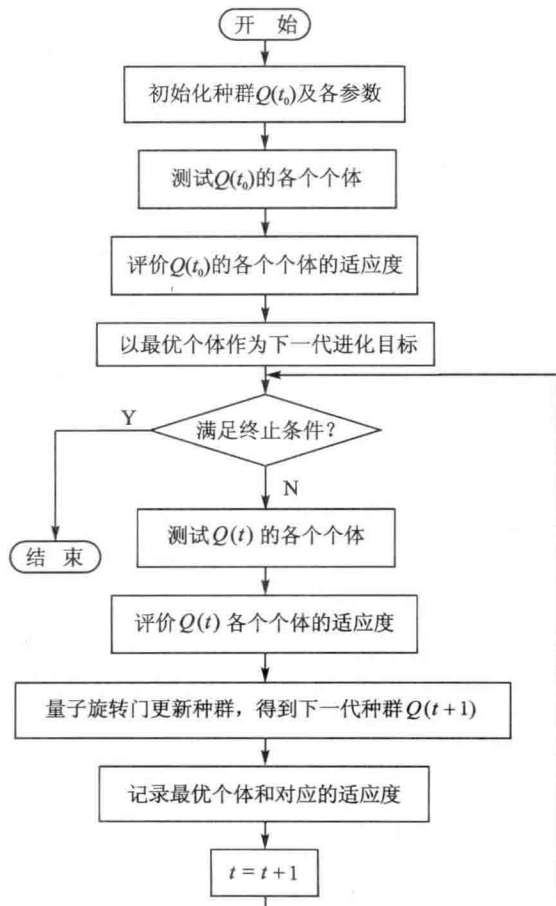 开 始
初始化种群Q(t₀)及各参数
测试Q(t₀)的各个个体
评价Q(t₀)的各个个体的适应度
以最优个体作为下一代进化目标
满足终止条件？
Y
N
结 束
测试Q(t)的各个个体
评价Q(t)各个个体的适应度
量子旋转门更新种群，得到下一代种群Q(t+1)
记录最优个体和对应的适应度
t=t+1